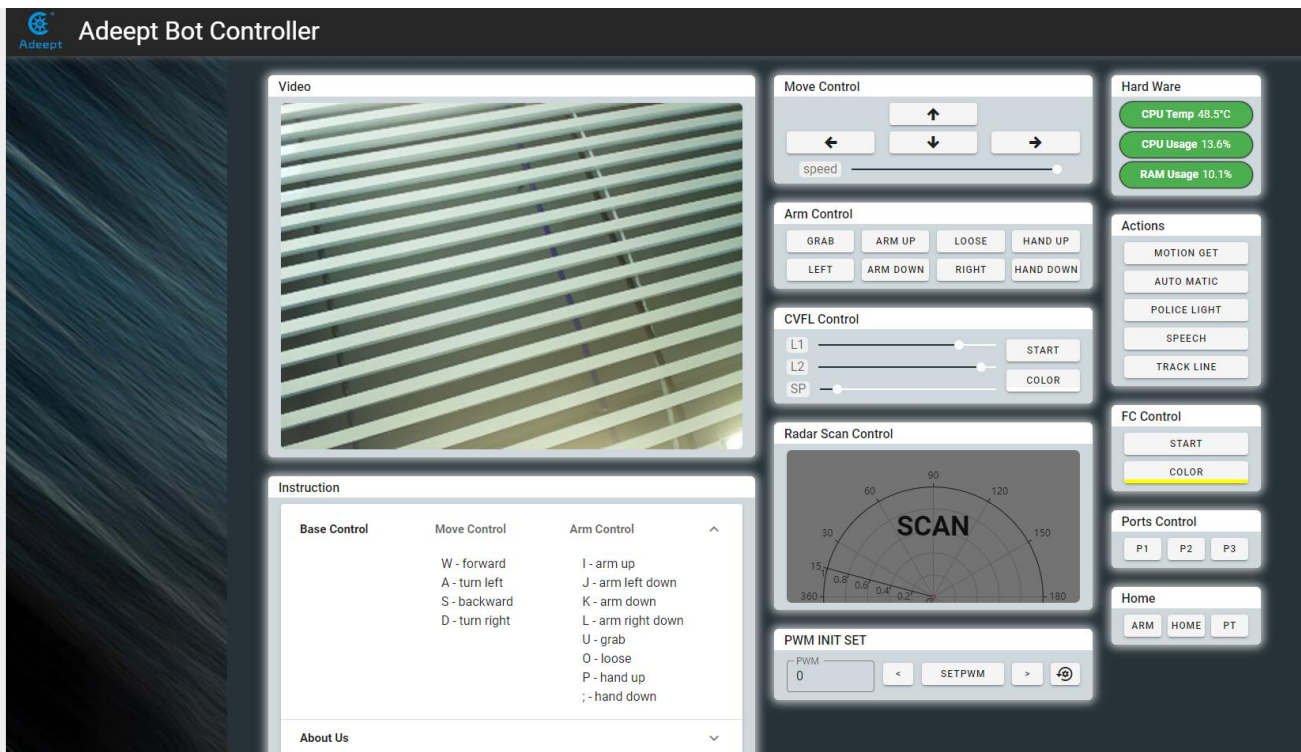 Adeept
Adeept Bot Controller
Video
Instruction
Base Control Move Control Arm Control
W - forward I - arm up
A - turn left J - arm left down
S - backward K - arm down
D - turn right L - arm right down
U - grab
O - loose
P - hand up
; - hand down
About Us
Move Control
speed
Arm Control
GRAB ARM UP LOOSE HAND UP
LEFT ARM DOWN RIGHT HAND DOWN
CVFL Control
L1 START
L2
SP COLOR
Radar Scan Control
90
60 120
SCAN
30 150
15
1 0.8 0.6 0.4 0.2 0
360 180
PWM INIT SET
PWM
0 < SETPWM >
Hard Ware
CPU Temp 48.5°C
CPU Usage 13.6%
RAM Usage 10.1%
Actions
MOTION GET
AUTO MATIC
POLICE LIGHT
SPEECH
TRACK LINE
FC Control
START
COLOR
Ports Control
P1 P2 P3
Home
ARM HOME PT